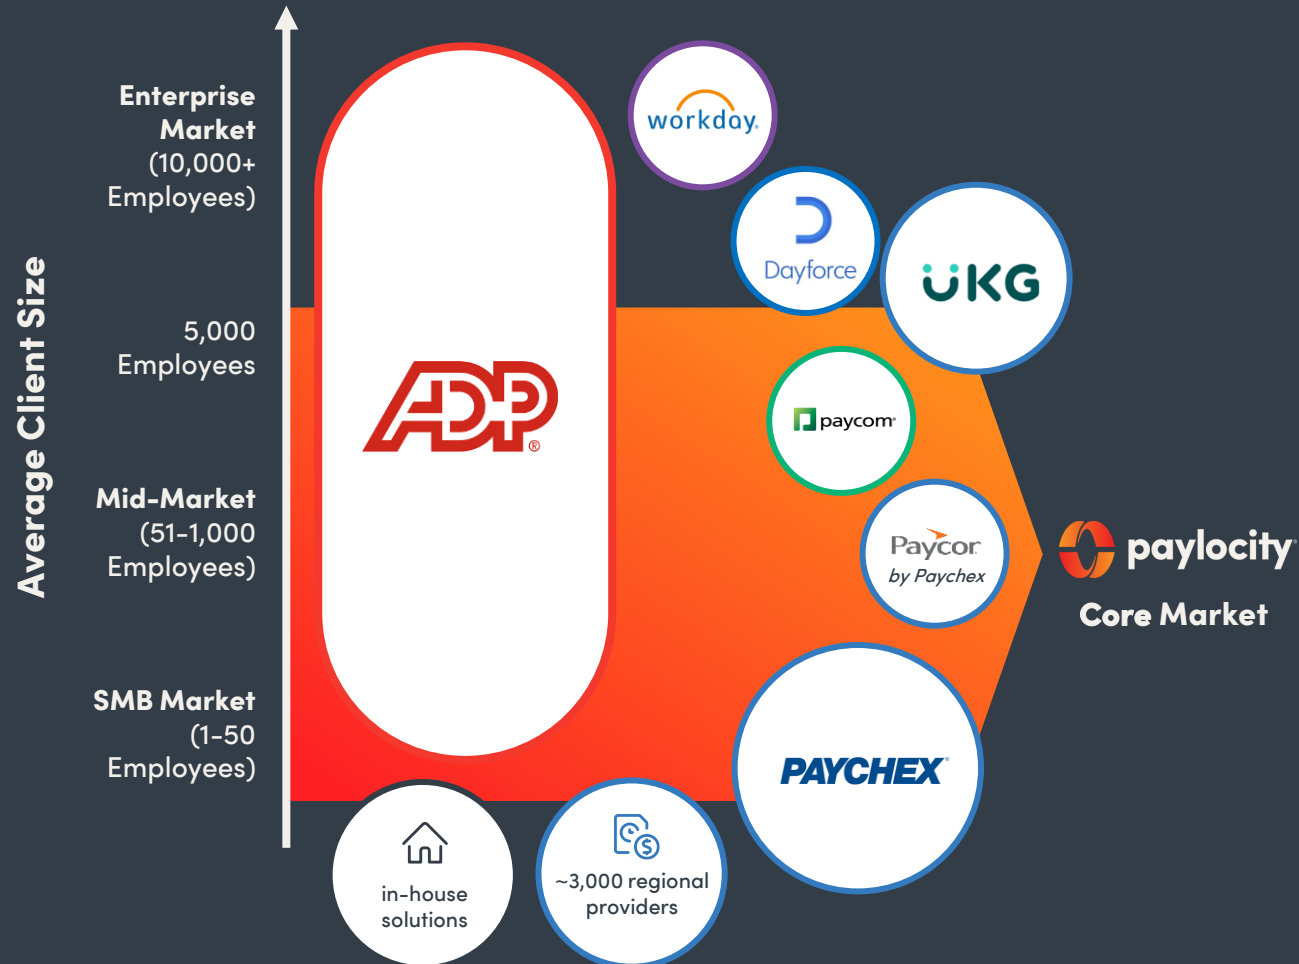 Average Client Size
Enterprise
Market
(10,000+
Employees)
5,000
Employees
Mid-Market
(51-1,000
Employees)
SMB Market
(1-50
Employees)
ADP®
workday®
Dayforce
UKG
paycom®
Paycor
by Paychex
PAYCHEX®
in-house
solutions
~3,000 regional
providers
paylocity
Core Market